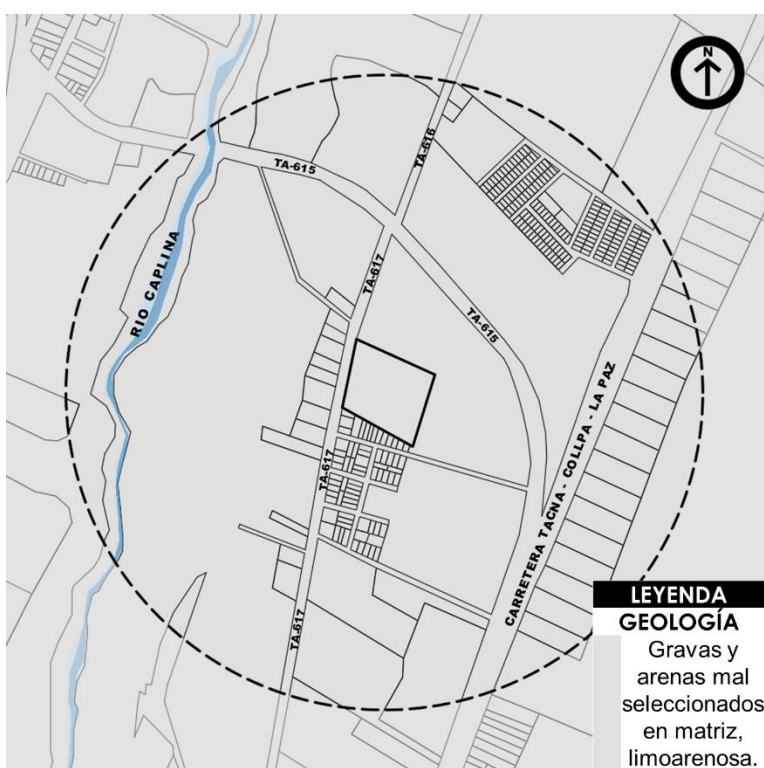 N
TA-615
TA-616
RIO CAPLINA
TA-617
TA-615
CARRETERA TACNA - COLLPA - LA PAZ
TA-617
TA-617
LEYENDA
GEOLOGÍA
Gravas y
arenas mal
seleccionados
en matriz,
limoarenosa.